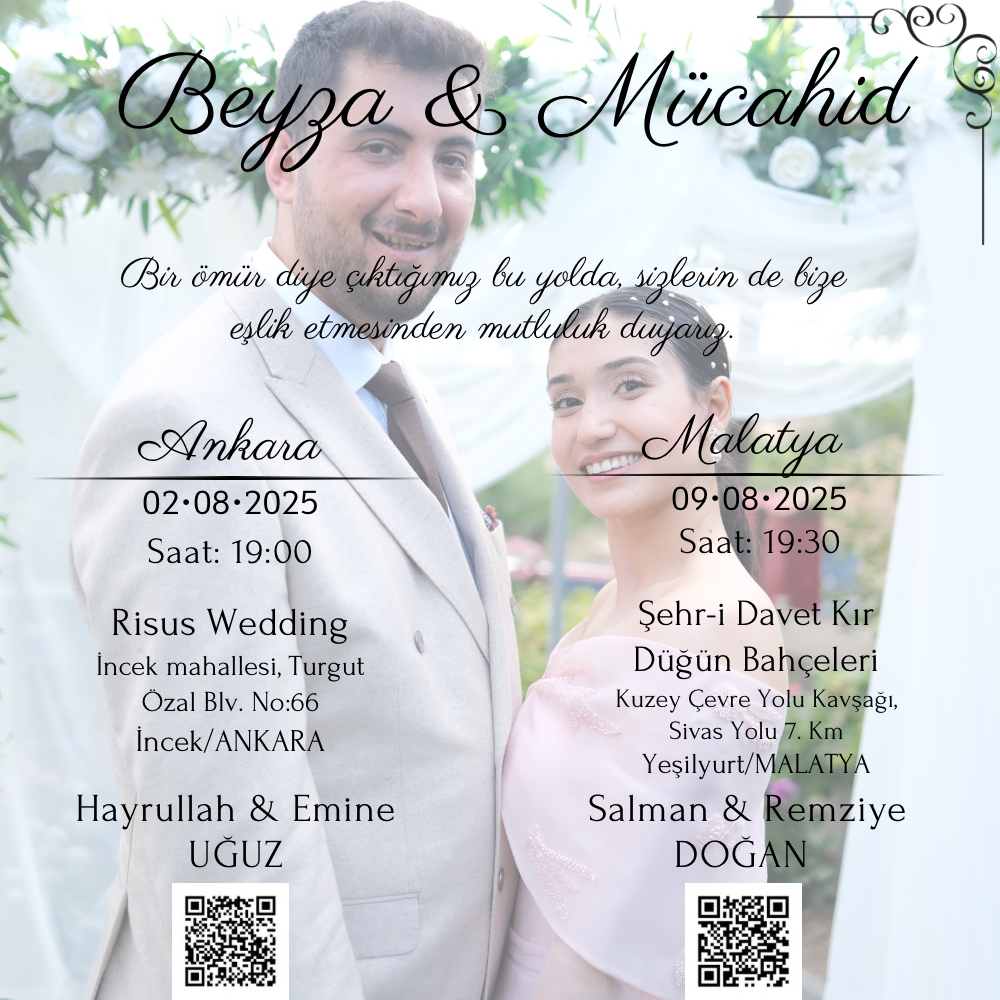 Beyza & Mücahid
Bir ömür diye çıktığımız bu yolda, sizlerin de bize
eşlik etmesinden mutluluk duyarız.
Ankara
02•08•2025
Saat: 19:00
Risus Wedding
İncek mahallesi, Turgut
Özal Blv. No:66
İncek/ANKARA
Hayrullah & Emine
UĞUZ
Malatya
09•08•2025
Saat: 19:30
Şehr-i Davet Kır
Düğün Bahçeleri
Kuzey Çevre Yolu Kavşağı,
Sivas Yolu 7. Km
Yeşilyurt/MALATYA
Salman & Remziye
DOĞAN